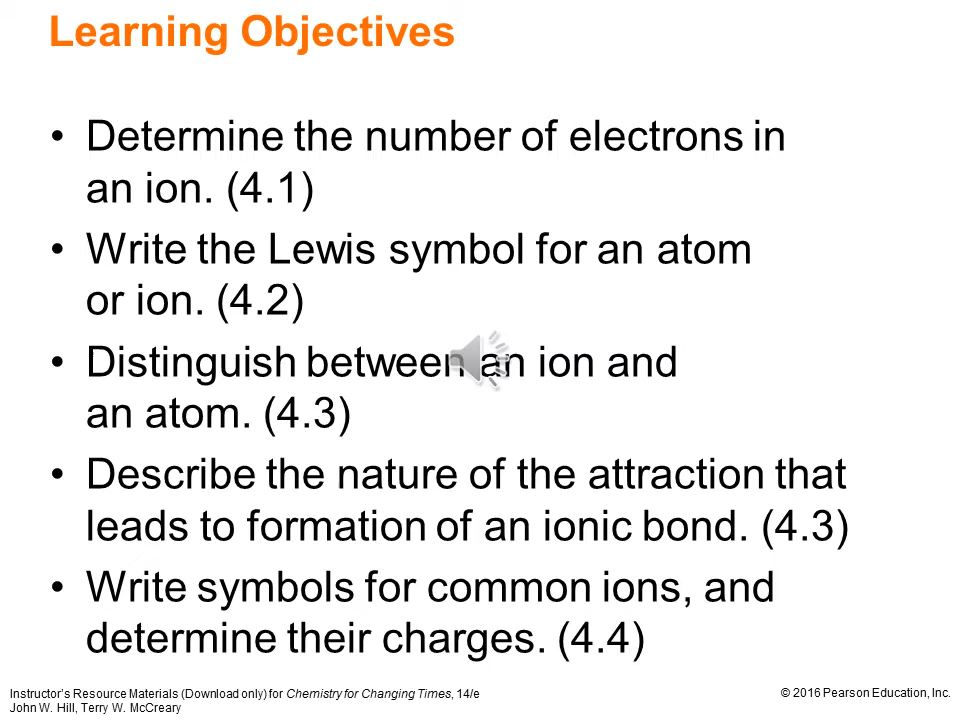 Learning Objectives
• Determine the number of electrons in
an ion. (4.1)
• Write the Lewis symbol for an atom
or ion. (4.2)
• Distinguish between an ion and
an atom. (4.3)
• Describe the nature of the attraction that
leads to formation of an ionic bond. (4.3)
• Write symbols for common ions, and
determine their charges. (4.4)
Instructor's Resource Materials (Download only) for Chemistry for Changing Times, 14/e
John W. Hill, Terry W. McCreary
© 2016 Pearson Education, Inc.